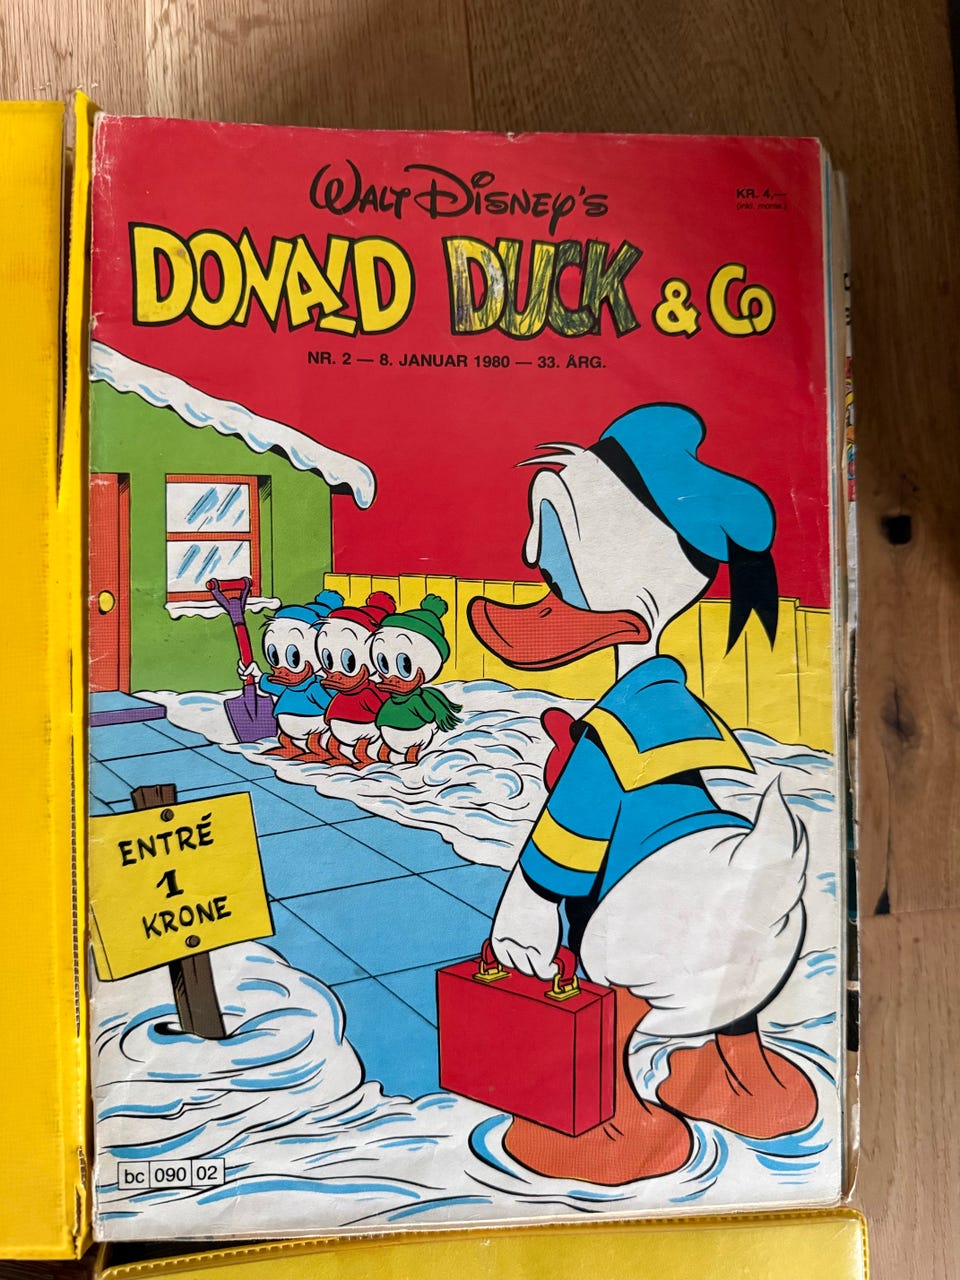 WALT DISNEY'S
KR. 4,—
(inkl. moms.)
DONALD DUCK & Co
NR. 2 — 8. JANUAR 1980 — 33. ÅRG.
ENTRÉ
1
KRONE
bc 090 02